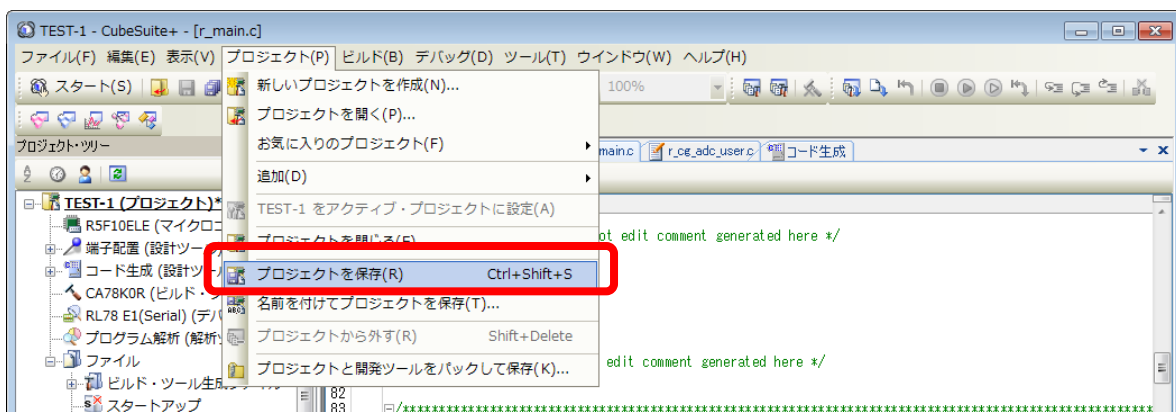 TEST-1 - CubeSuite+ - [r_main.c]
ファイル(F) 編集(E) 表示(V) プロジェクト(P) ビルド(B) デバッグ(D) ツール(T) ウインドウ(W) ヘルプ(H)
スタート(S)
100%
新しいプロジェクトを作成(N)...
プロジェクトを開く(P)...
お気に入りのプロジェクト(F)
追加(D)
TEST-1 をアクティブ・プロジェクトに設定(A)
プロジェクトを閉じる(E)
プロジェクトを保存(R) Ctrl+Shift+S
名前を付けてプロジェクトを保存(T)...
プロジェクトから外す(R) Shift+Delete
プロジェクトと開発ツールをパックして保存(K)...
プロジェクト・ツリー
TEST-1 (プロジェクト)*
R5F10ELE (マイクロコ
端子配置 (設計ツール)
コード生成 (設計ツール
CA78K0R (ビルド・ツ
RL78 E1(Serial) (デバ
プログラム解析 (解析
ファイル
ビルド・ツール生成ファイル
スタートアップ
main.c r_cg_adc_user.c コード生成
ot edit comment generated here */
edit comment generated here */
82
83 /************************************************************